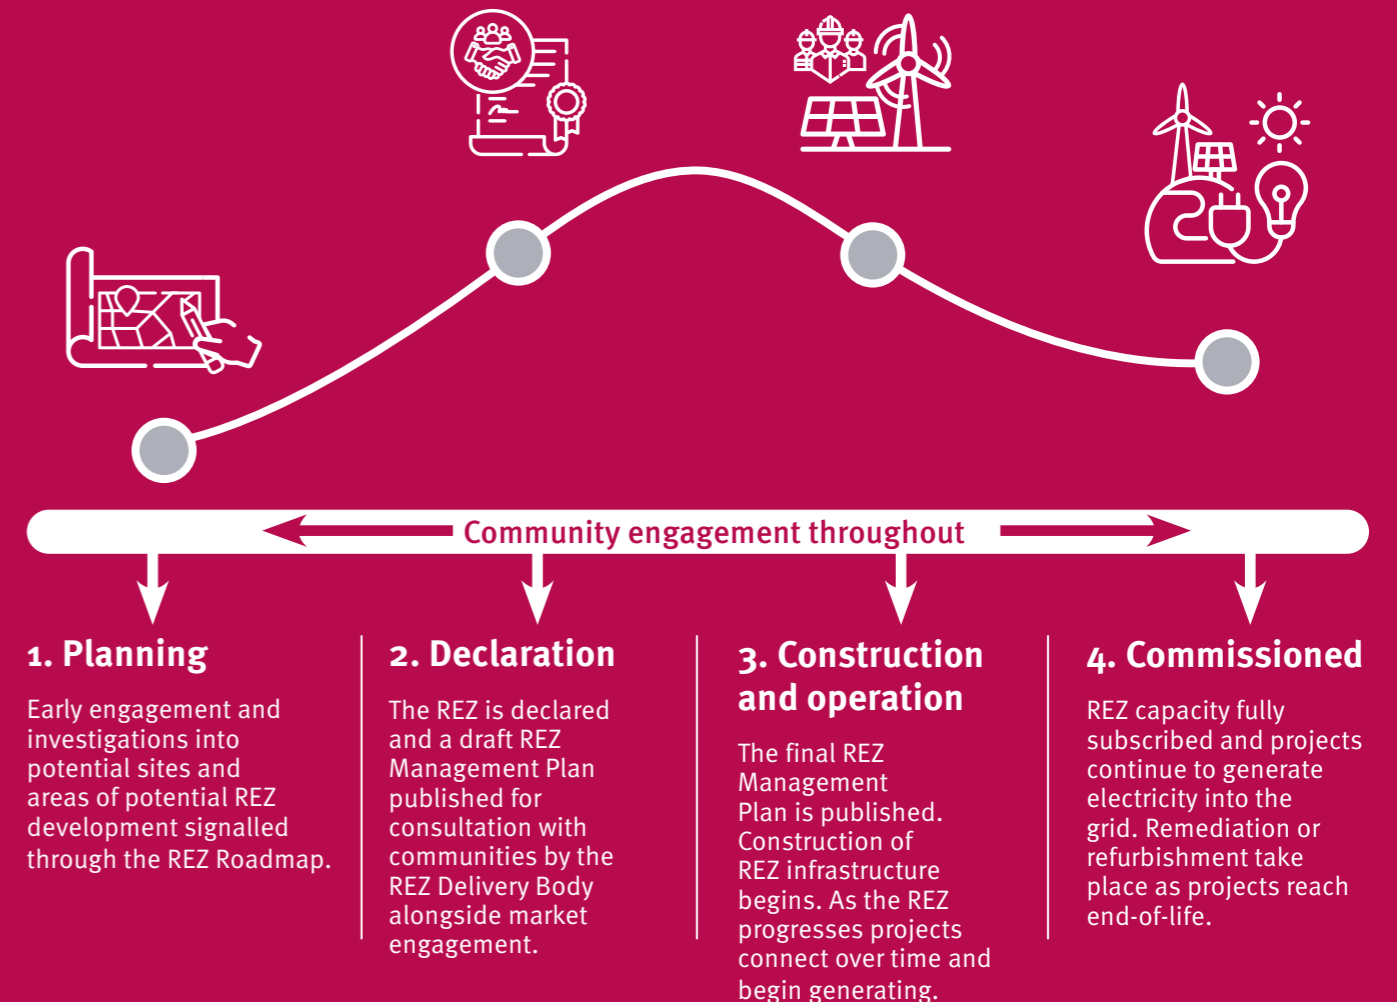 Community engagement throughout
1. Planning
Early engagement and
investigations into
potential sites and
areas of potential REZ
development signalled
through the REZ Roadmap.
2. Declaration
The REZ is declared
and a draft REZ
Management Plan
published for
consultation with
communities by the
REZ Delivery Body
alongside market
engagement.
3. Construction
and operation
The final REZ
Management
Plan is published.
Construction of
REZ infrastructure
begins. As the REZ
progresses projects
connect over time and
begin generating.
4. Commissioned
REZ capacity fully
subscribed and projects
continue to generate
electricity into the
grid. Remediation or
refurbishment take
place as projects reach
end-of-life.